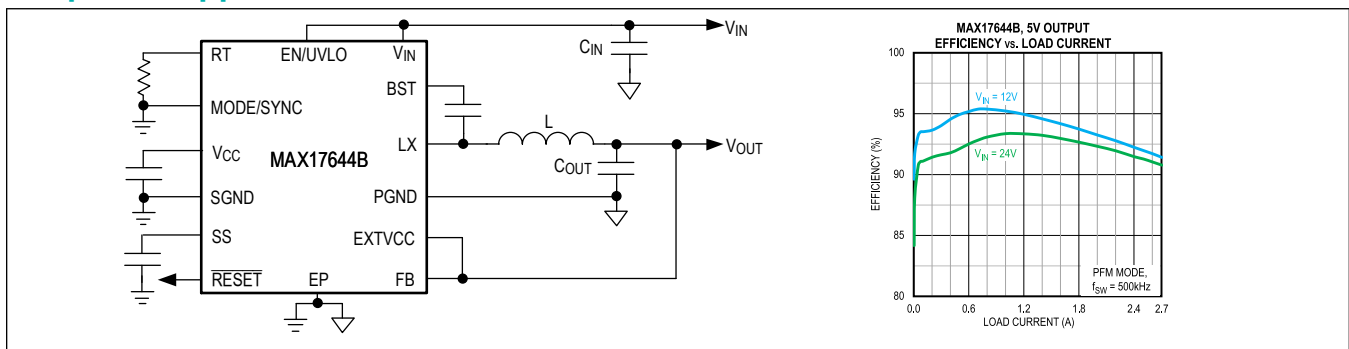 RT
EN/UVLO
VIN
VIN
CIN
BST
MODE/SYNC
LX
L
VOUT
VCC
MAX17644B
COUT
SGND
PGND
SS
EXTVCC
RESET
EP
FB
MAX17644B, 5V OUTPUT
EFFICIENCY vs. LOAD CURRENT
100
95
90
85
80
EFFICIENCY (%)
VIN = 12V
VIN = 24V
PFM MODE,
fSW = 500kHz
0.0 0.6 1.2 1.8 2.4 2.7
LOAD CURRENT (A)